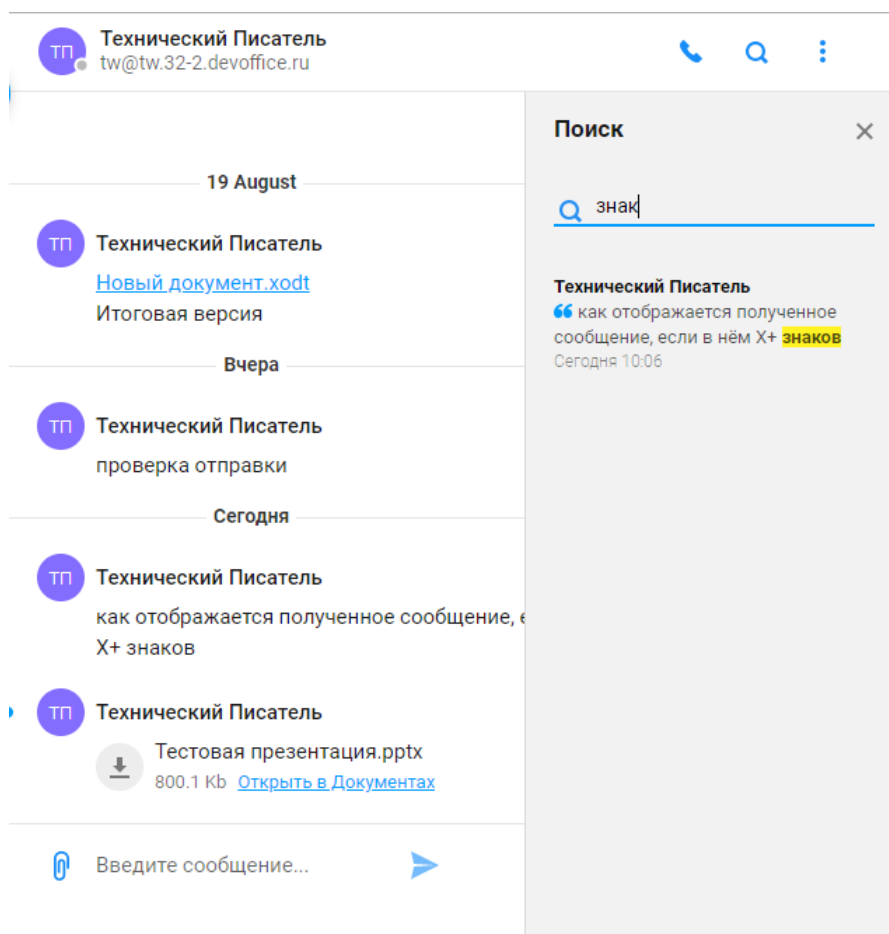 ТП
Технический Писатель
tw@tw.32-2.devoffice.ru
19 August
ТП
Технический Писатель
Новый документ.xodt
Итоговая версия
Вчера
ТП
Технический Писатель
проверка отправки
Сегодня
ТП
Технический Писатель
как отображается полученное сообщение,
X+ знаков
ТП
Технический Писатель
Тестовая презентация.pptx
800.1 Kb Открыть в Документах
Введите сообщение...
Поиск
знак
Технический Писатель
как отображается полученное
сообщение, если в нём X+ знаков
Сегодня 10:06